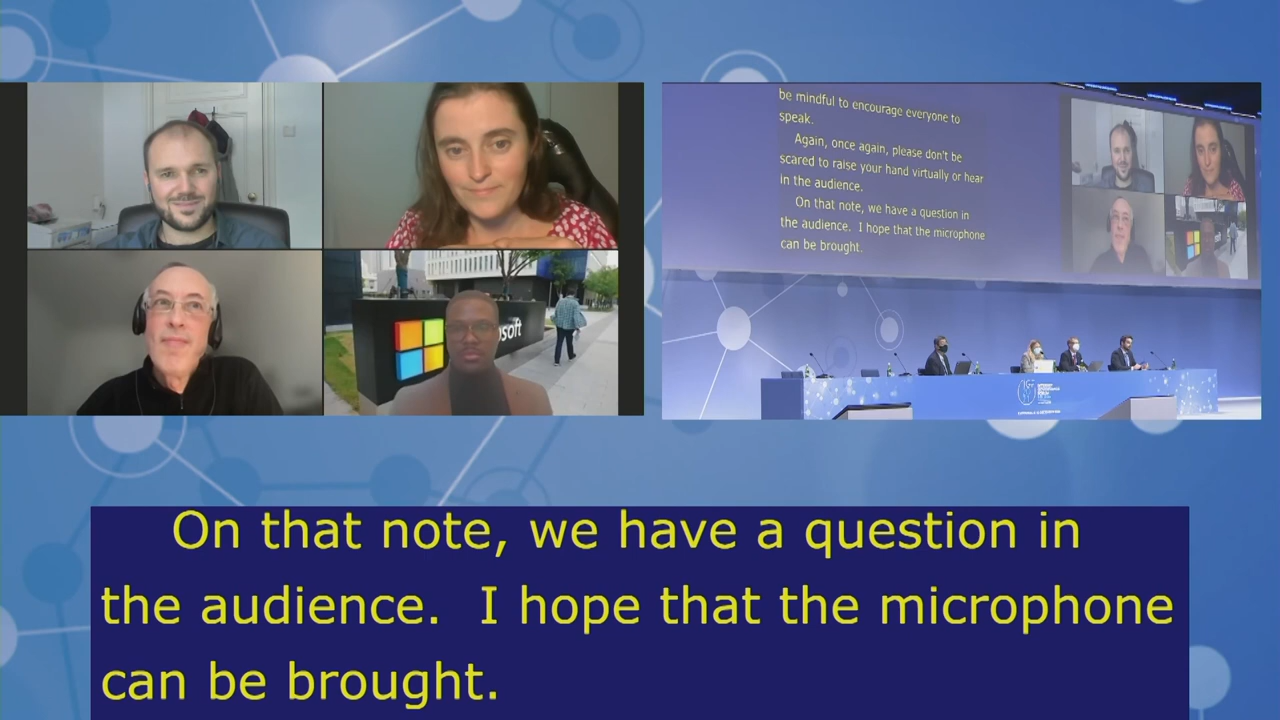 be mindful to encourage everyone to
speak.
Again, once again, please don't be
scared to raise your hand virtually or hear
in the audience.
On that note, we have a question in
the audience. I hope that the microphone
can be brought.
On that note, we have a question in
the audience.  I hope that the microphone
can be brought.